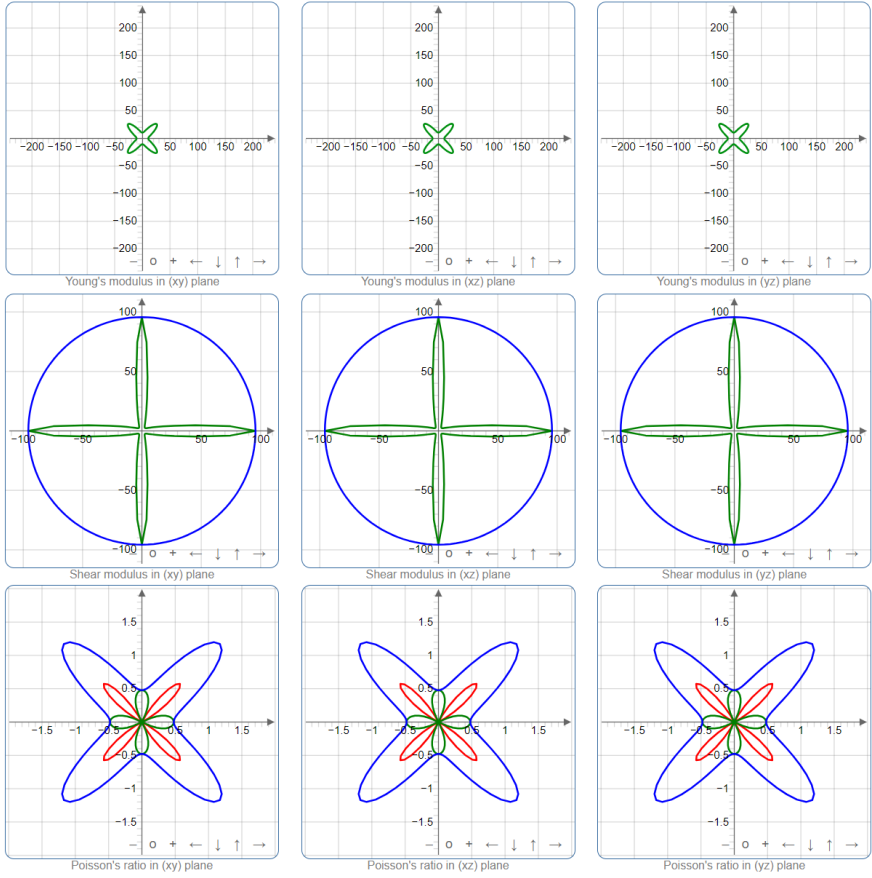 200 200 200
150 150 150
100 100 100
50 50 50
−200 −150 −100 −50 50 100 150 200 −200 −150 −100 −50 50 100 150 200 −200 −150 −100 −50 50 100 150 200
−50 −50 −50
−100 −100 −100
−150 −150 −150
−200 −200 −200
− o + ← ↓ ↑ → − o + ← ↓ ↑ → − o + ← ↓ ↑ →
Young's modulus in (xy) plane Young's modulus in (xz) plane Young's modulus in (yz) plane
100 100 100
50 50 50
−100 −50 50 100 −100 −50 50 100 −100 −50 50 100
−50 −50 −50
−100 −100 −100
− o + ← ↓ ↑ → − o + ← ↓ ↑ → − o + ← ↓ ↑ →
Shear modulus in (xy) plane Shear modulus in (xz) plane Shear modulus in (yz) plane
1.5 1.5 1.5
1 1 1
0.5 0.5 0.5
−1.5 −1 −0.5 0.5 1 1.5 −1.5 −1 −0.5 0.5 1 1.5 −1.5 −1 −0.5 0.5 1 1.5
−0.5 −0.5 −0.5
−1 −1 −1
−1.5 −1.5 −1.5
− o + ← ↓ ↑ → − o + ← ↓ ↑ → − o + ← ↓ ↑ →
Poisson's ratio in (xy) plane Poisson's ratio in (xz) plane Poisson's ratio in (yz) plane